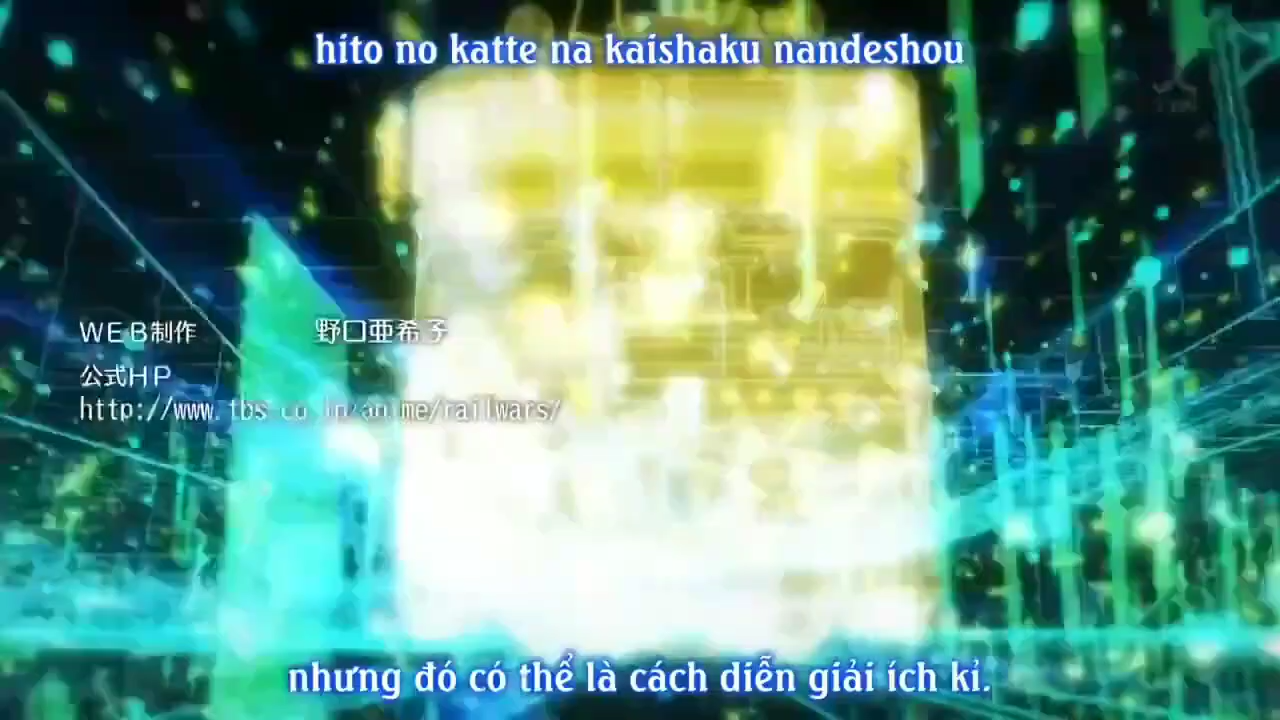 hito no katte na kaishaku nandeshou
WEB制作 野口亜希子
公式HP
http://www.tbs.co.jp/anime/railwars/
nhưng đó có thể là cách diễn giải ích kỉ.